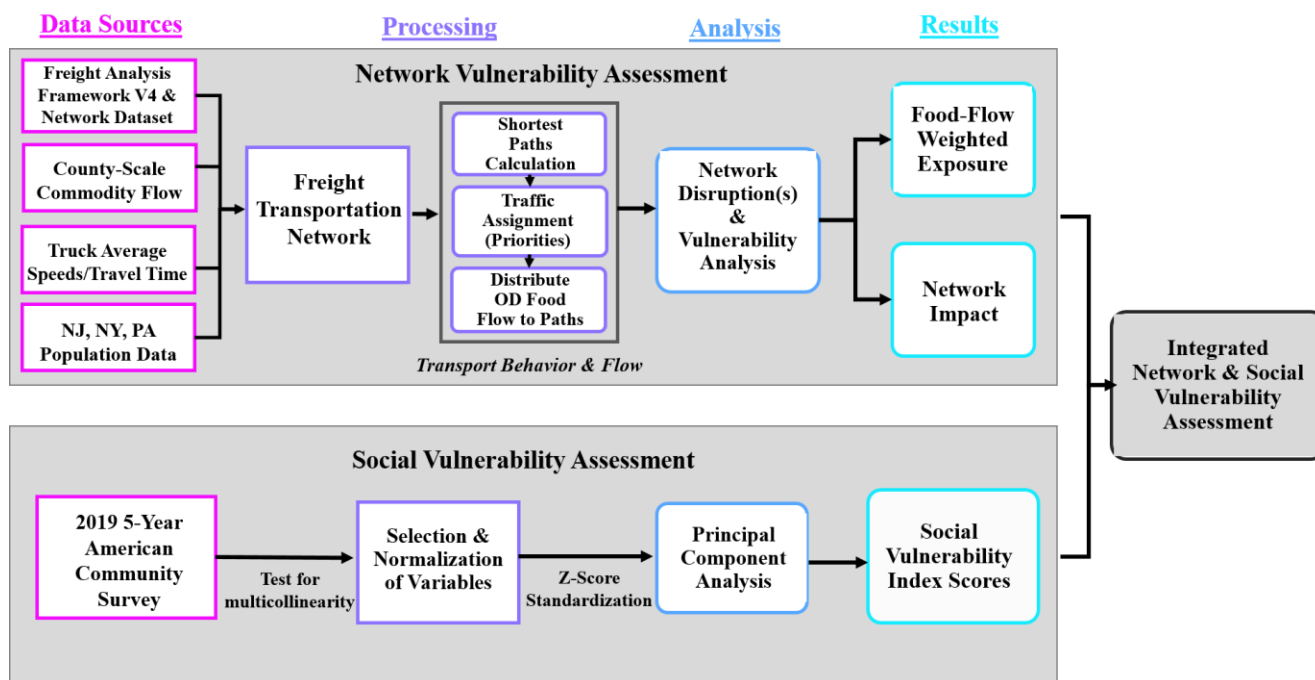 Data Sources
Processing
Analysis
Results
Network Vulnerability Assessment
Freight Analysis
Framework V4 &
Network Dataset
County-Scale
Commodity Flow
Truck Average
Speeds/Travel Time
NJ, NY, PA
Population Data
Freight
Transportation
Network
Shortest
Paths
Calculation
Traffic
Assignment
(Priorities)
Distribute
OD Food
Flow to Paths
Transport Behavior & Flow
Network
Disruption(s)
&
Vulnerability
Analysis
Food-Flow
Weighted
Exposure
Network
Impact
Integrated
Network & Social
Vulnerability
Assessment
Social Vulnerability Assessment
2019 5-Year
American
Community
Survey
Test for
multicollinearity
Selection &
Normalization
of Variables
Z-Score
Standardization
Principal
Component
Analysis
Social
Vulnerability
Index Scores